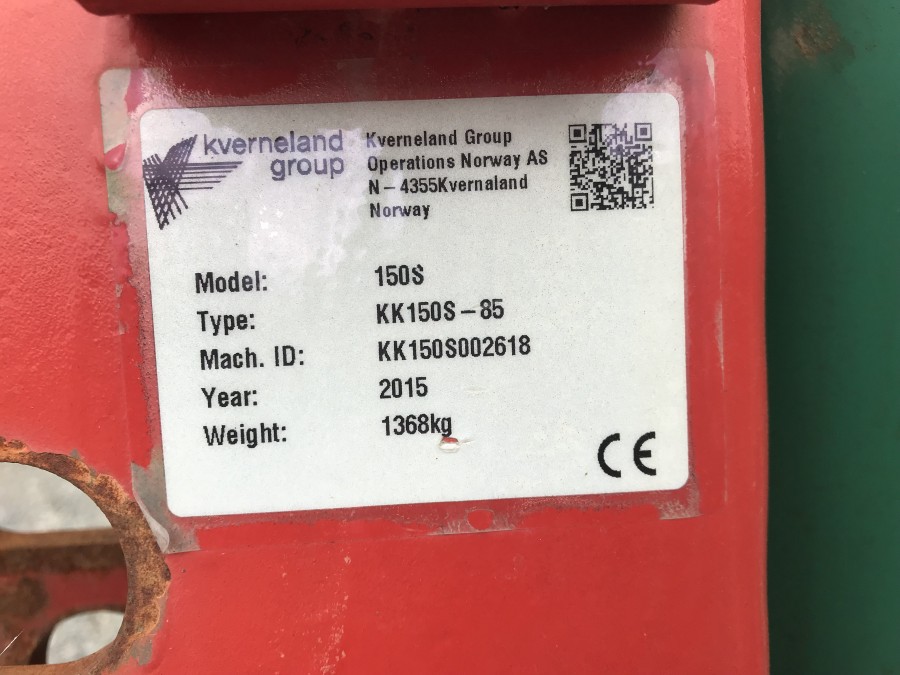 kverneland
group
Kverneland Group
Operations Norway AS
N - 4355Kvernaland
Norway
Model: 150S
Type: KK150S - 85
Mach. ID: KK150S002618
Year: 2015
Weight: 1368kg
CE